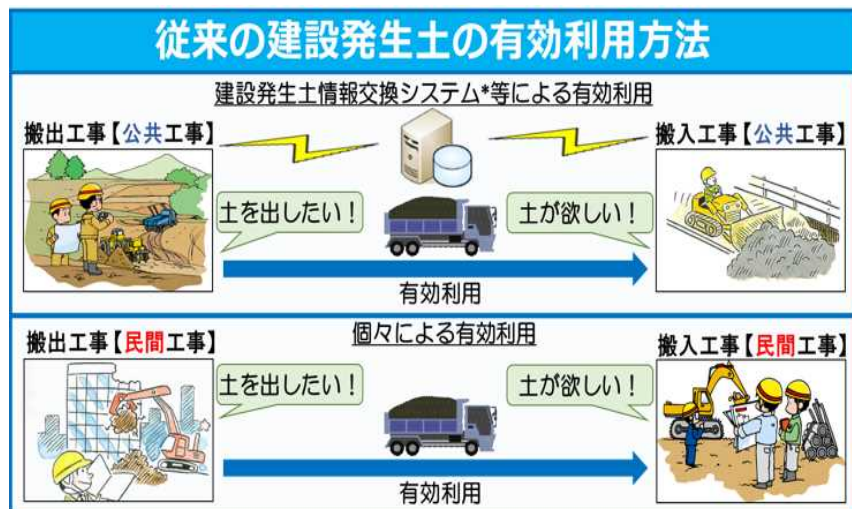 従来の建設発生土の有効利用方法
建設発生土情報交換システム*等による有効利用
搬出工事【公共工事】
搬入工事【公共工事】
土を出したい！
土が欲しい！
有効利用
個々による有効利用
搬出工事【民間工事】
搬入工事【民間工事】
土を出したい！
土が欲しい！
有効利用